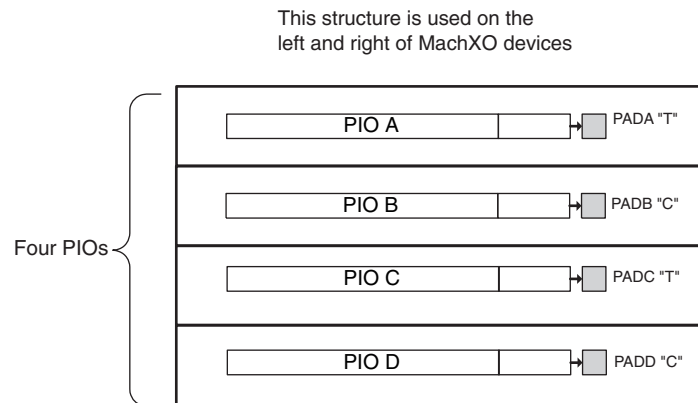 This structure is used on the
left and right of MachXO devices
PIO A
PADA "T"
PIO B
PADB "C"
Four PIOs
PIO C
PADC "T"
PIO D
PADD "C"